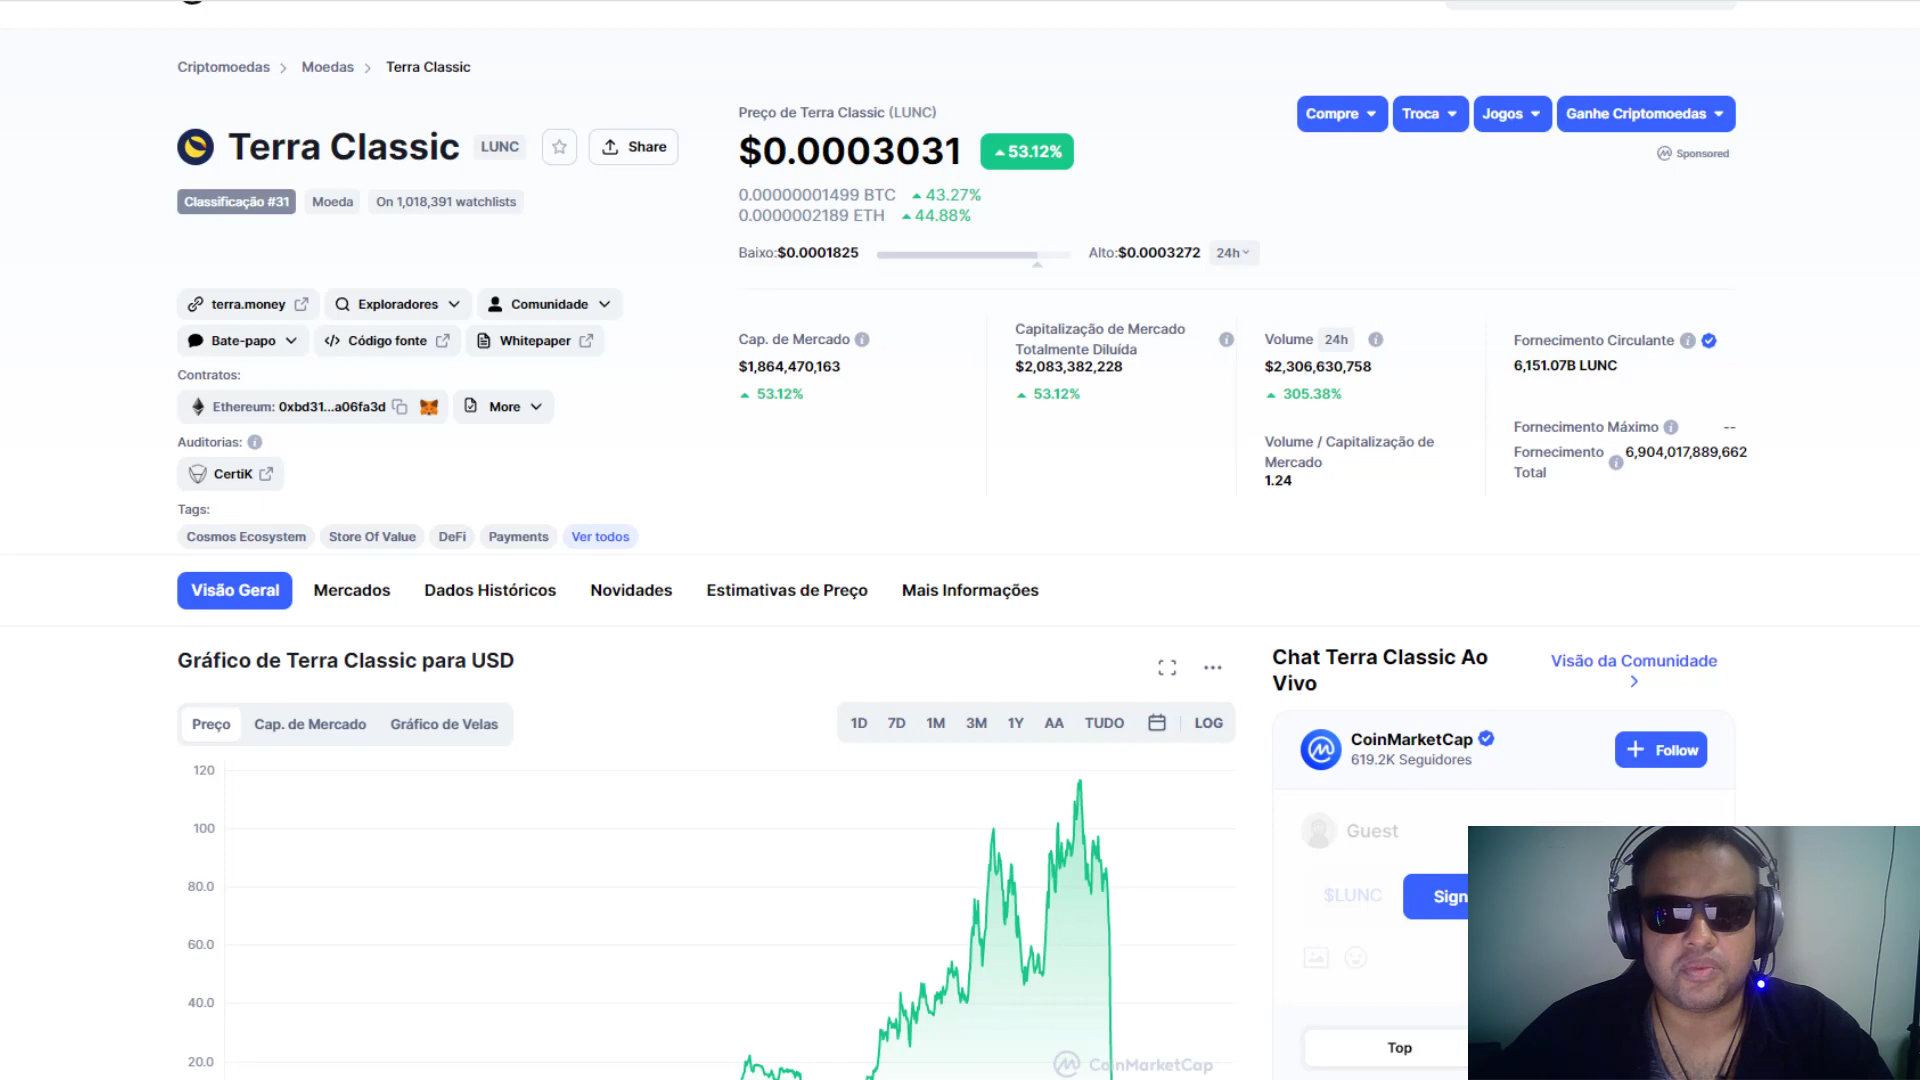 Criptomoedas > Moedas > Terra Classic
Terra Classic LUNC Share
Classificação #31 Moeda On 1,018,391 watchlists
terra.money Exploradores Comunidade
Bate-papo Código fonte Whitepaper
Contratos:
Ethereum: 0xbd31...a06fa3d More
Auditorias:
CertiK
Tags:
Cosmos Ecosystem Store Of Value DeFi Payments Ver todos
Preço de Terra Classic (LUNC)
$0.0003031 53.12%
0.00000001499 BTC 43.27%
0.0000002189 ETH 44.88%
Baixo:$0.0001825 Alto:$0.0003272 24h
Compre Troca Jogos Ganhe Criptomoedas
Sponsored
Cap. de Mercado
$1,864,470,163
53.12%
Capitalização de Mercado
Totalmente Diluída
$2,083,382,228
53.12%
Volume 24h
$2,306,630,758
305.38%
Volume / Capitalização de
Mercado
1.24
Fornecimento Circulante
6,151.07B LUNC
Fornecimento Máximo --
Fornecimento
Total
6,904,017,889,662
Visão Geral Mercados Dados Históricos Novidades Estimativas de Preço Mais Informações
Gráfico de Terra Classic para USD
Preço Cap. de Mercado Gráfico de Velas
1D 7D 1M 3M 1Y AA TUDO LOG
120
100
80.0
60.0
40.0
20.0
CoinMarketCap
Chat Terra Classic Ao
Vivo
Visão da Comunidade
CoinMarketCap
619.2K Seguidores
Follow
Guest
$LUNC Sign
Top